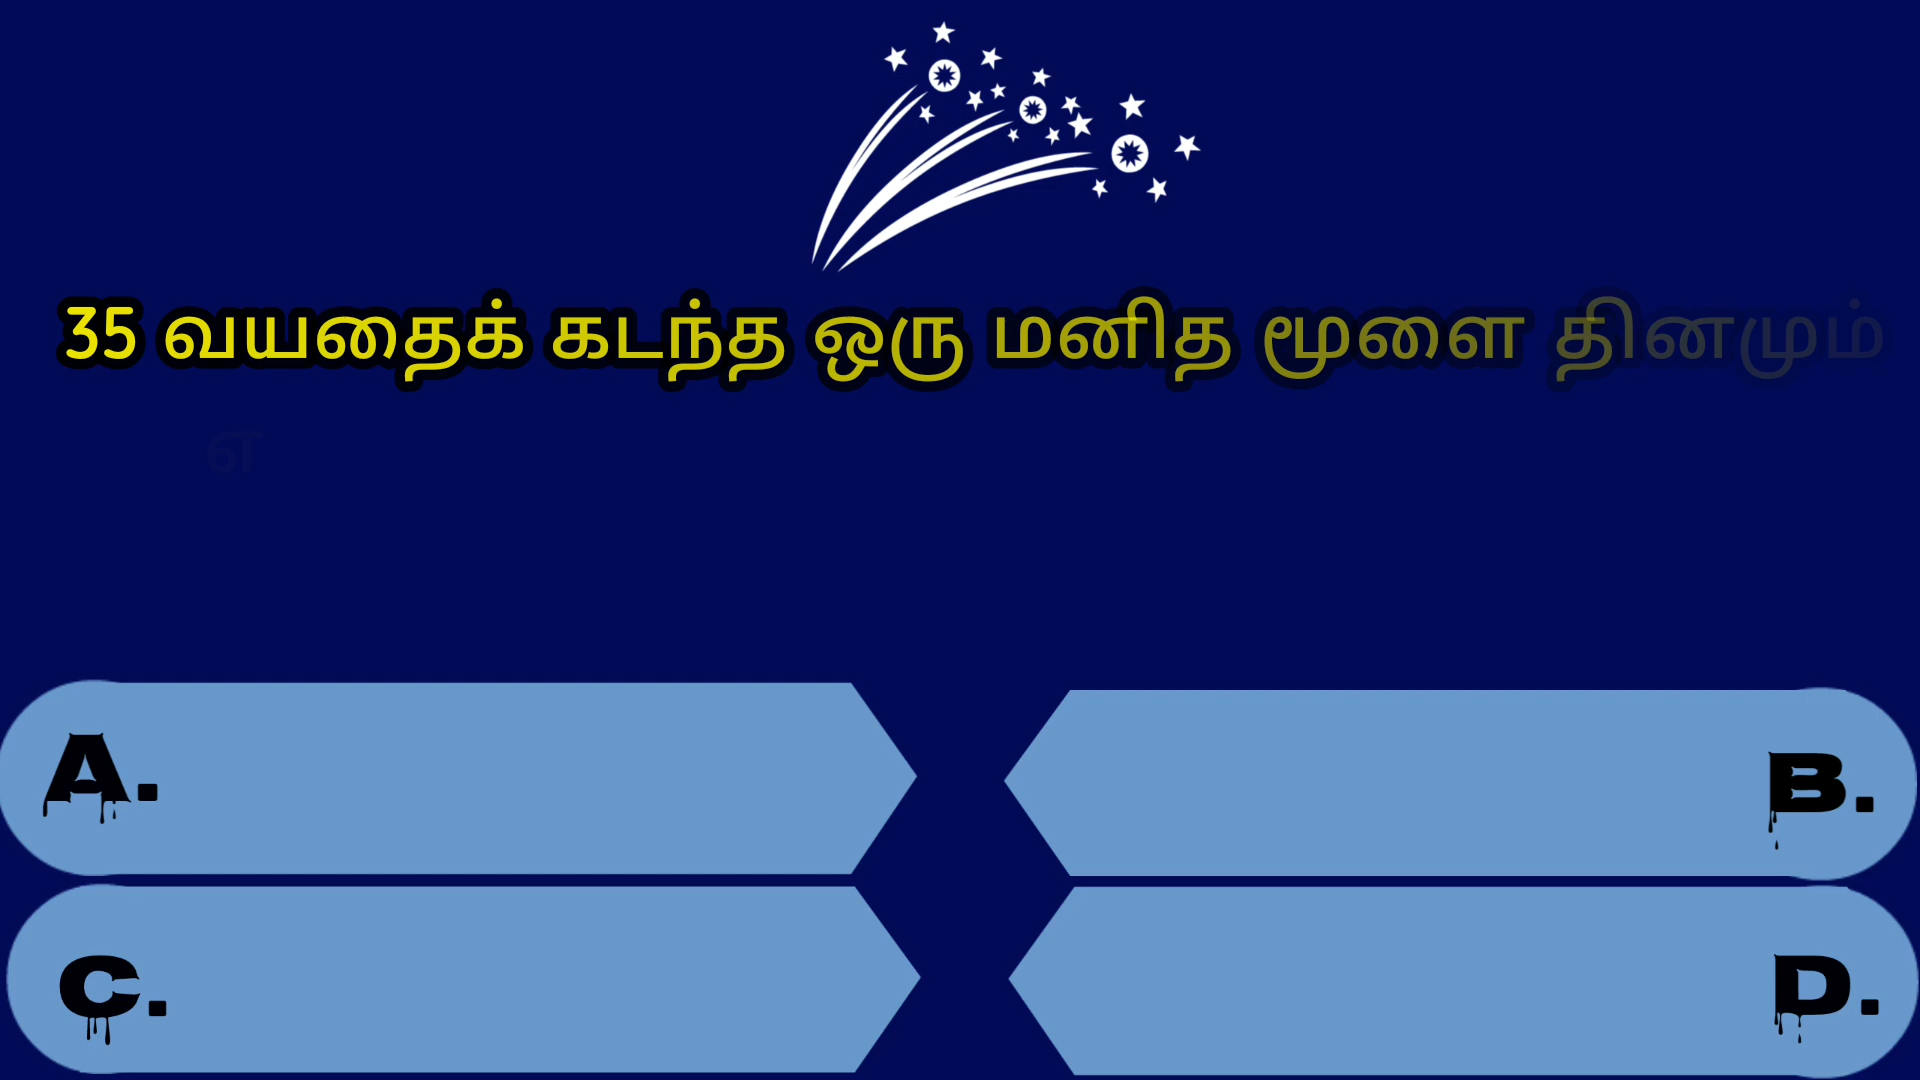 35 வயதைக் கடந்த ஒரு மனித மூளை தினமும்
எ
A.
B.
C.
D.